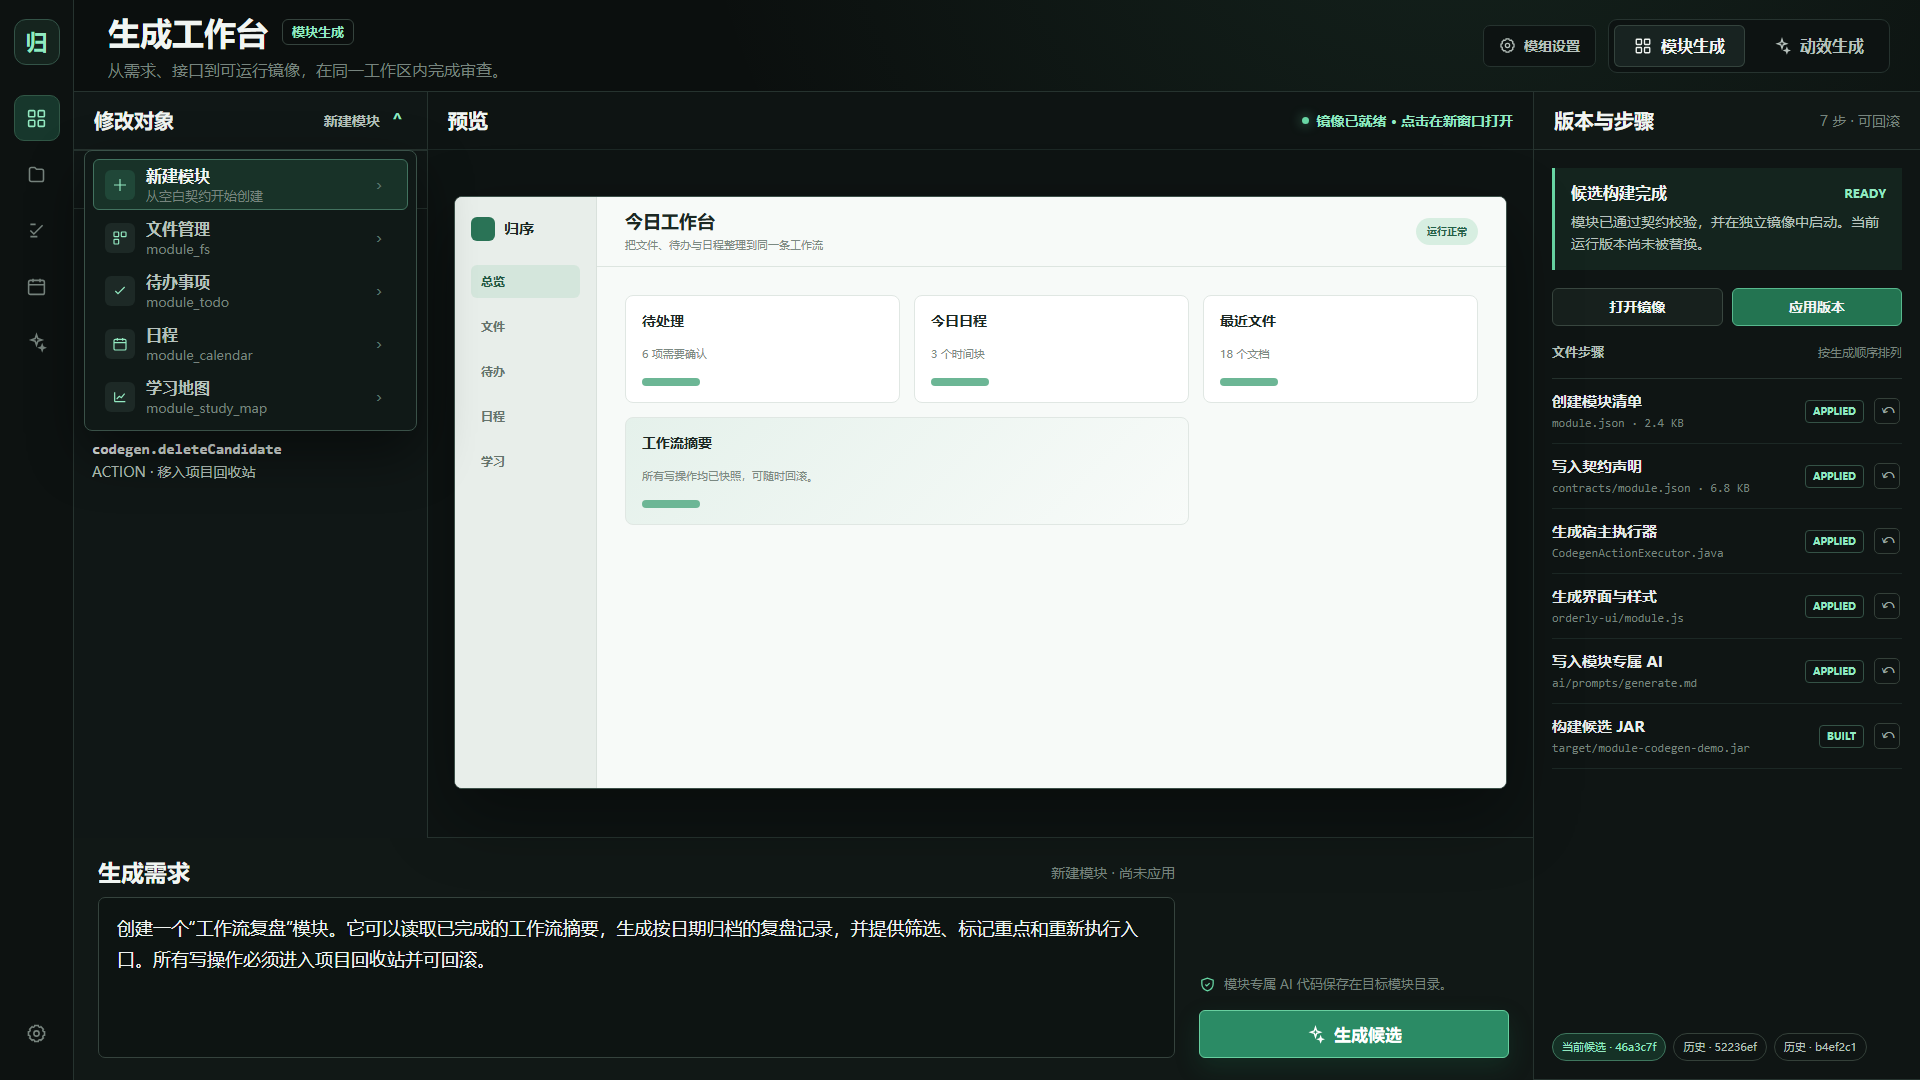 归
生成工作台
模块生成
从需求、接口到可运行镜像，在同一工作区内完成审查。
模组设置
模块生成
动效生成
修改对象
新建模块
新建模块
从空白契约开始创建
文件管理
module_fs
待办事项
module_todo
日程
module_calendar
学习地图
module_study_map
codegen.deleteCandidate
ACTION · 移入项目回收站
预览
镜像已就绪 • 点击在新窗口打开
归序
总览
文件
待办
日程
学习
今日工作台
把文件、待办与日程整理到同一条工作流
运行正常
待处理
6 项需要确认
今日日程
3 个时间块
最近文件
18 个文档
工作流摘要
所有写操作均已快照，可随时回滚。
生成需求
新建模块 · 尚未应用
创建一个“工作流复盘”模块。它可以读取已完成的工作流摘要，生成按日期归档的复盘记录，并提供筛选、标记重点和重新执行入
口。所有写操作必须进入项目回收站并可回滚。
模块专属 AI 代码保存在目标模块目录。
生成候选
版本与步骤
7 步 · 可回滚
候选构建完成
READY
模块已通过契约校验，并在独立镜像中启动。当前
运行版本尚未被替换。
打开镜像
应用版本
文件步骤
按生成顺序排列
创建模块清单
module.json · 2.4 KB
APPLIED
写入契约声明
contracts/module.json · 6.8 KB
APPLIED
生成宿主执行器
CodegenActionExecutor.java
APPLIED
生成界面与样式
orderly-ui/module.js
APPLIED
写入模块专属 AI
ai/prompts/generate.md
APPLIED
构建候选 JAR
target/module-codegen-demo.jar
BUILT
当前候选 · 46a3c7f
历史 · 52236ef
历史 · b4ef2c1